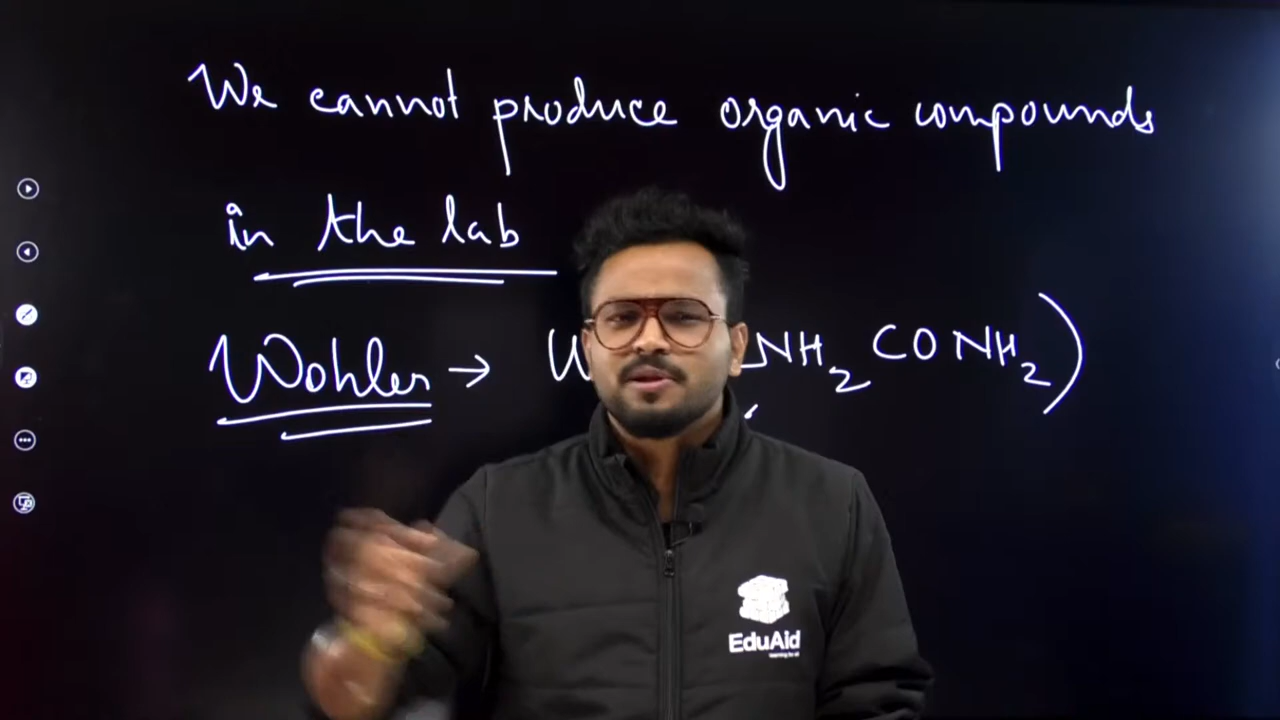 We cannot produce organic compounds
in the lab
Wohler → NH₂CONH₂)
EduAid